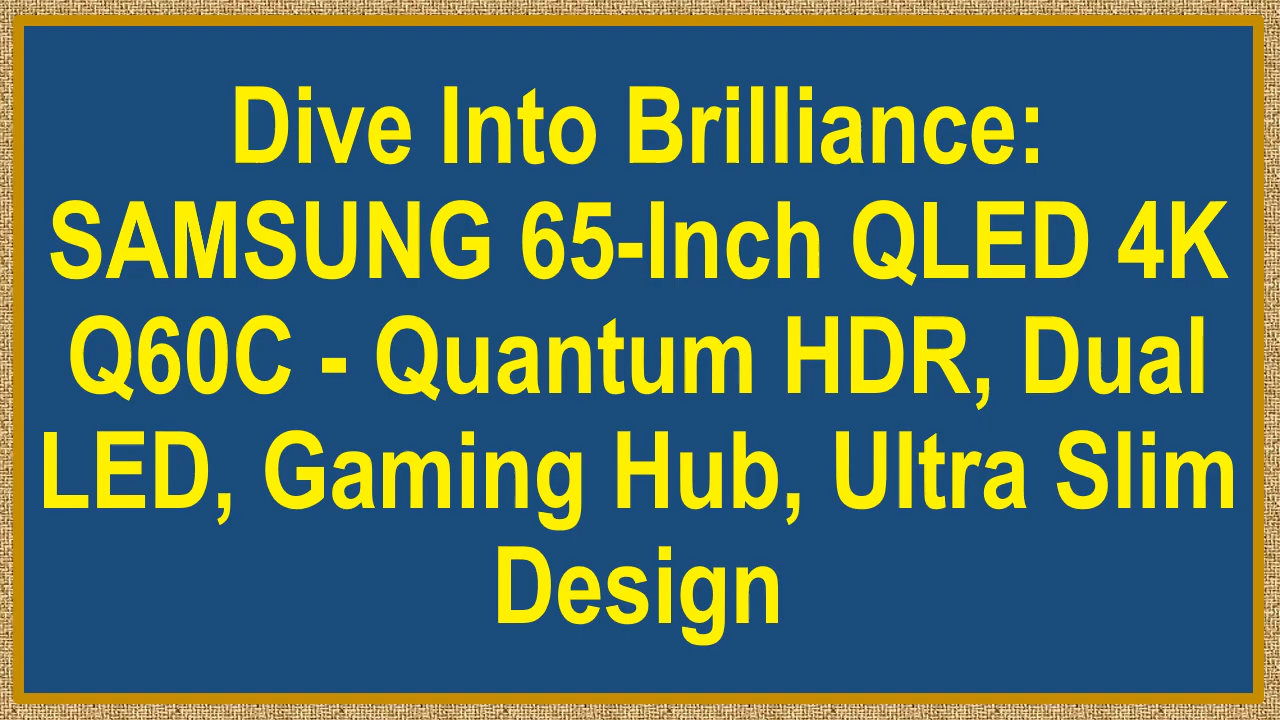 Dive Into Brilliance:
SAMSUNG 65-Inch QLED 4K
Q60C - Quantum HDR, Dual
LED, Gaming Hub, Ultra Slim
Design